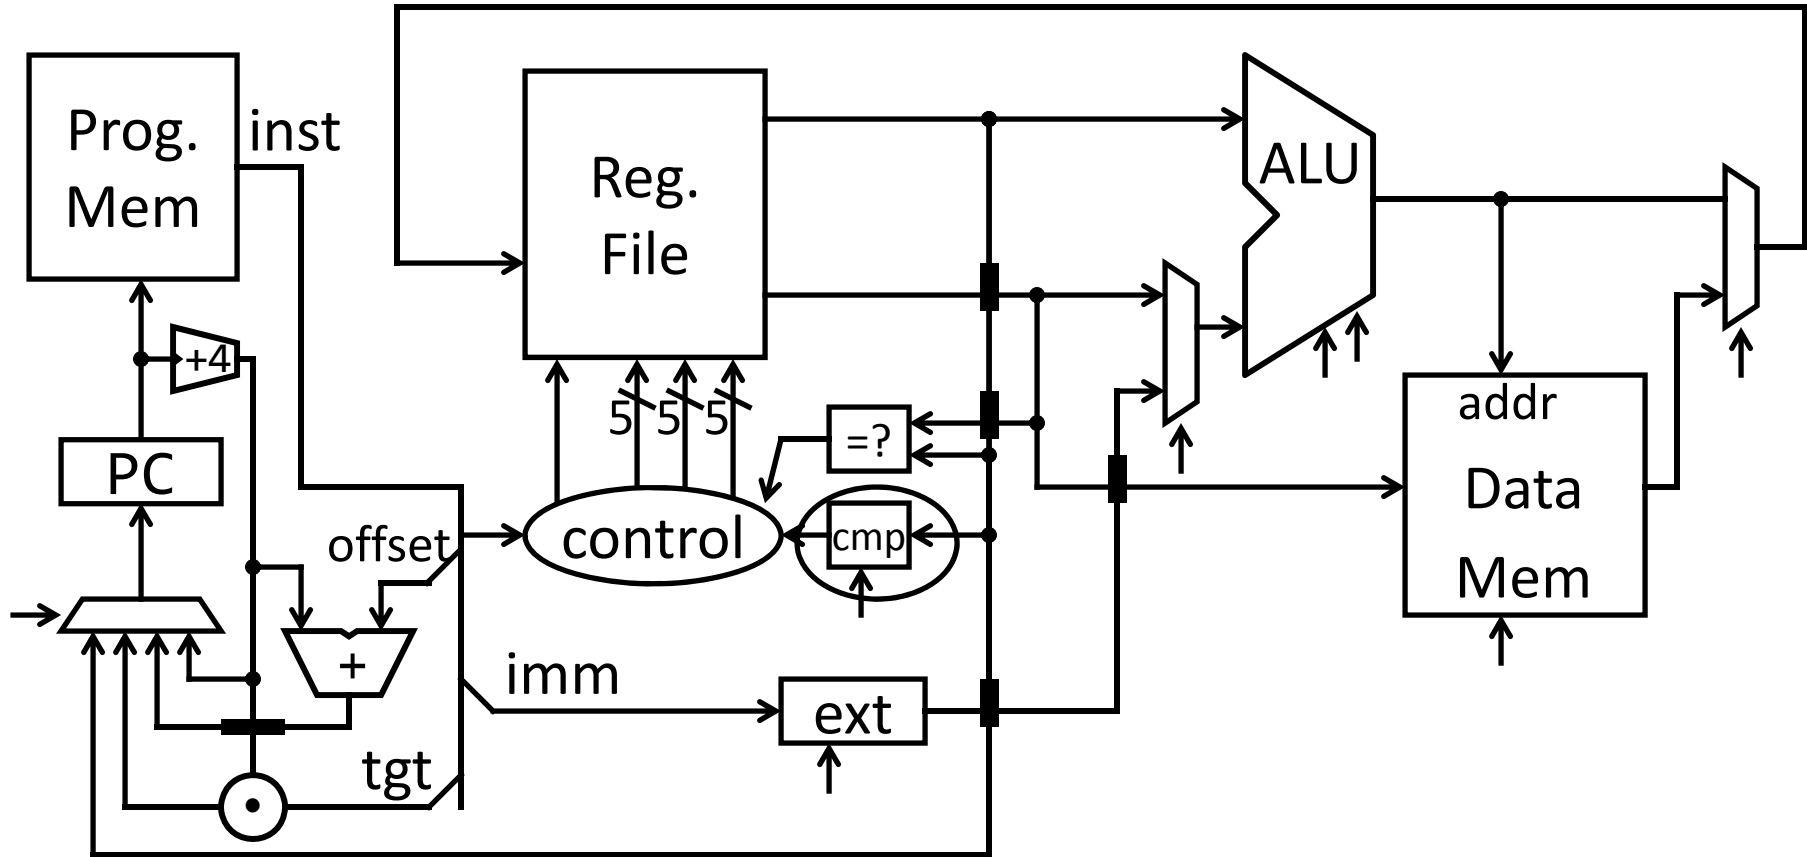 Prog.
Mem
inst
+4
PC
offset
+
imm
tgt
Reg.
File
5 5 5
control
=?
cmp
ext
ALU
addr
Data
Mem